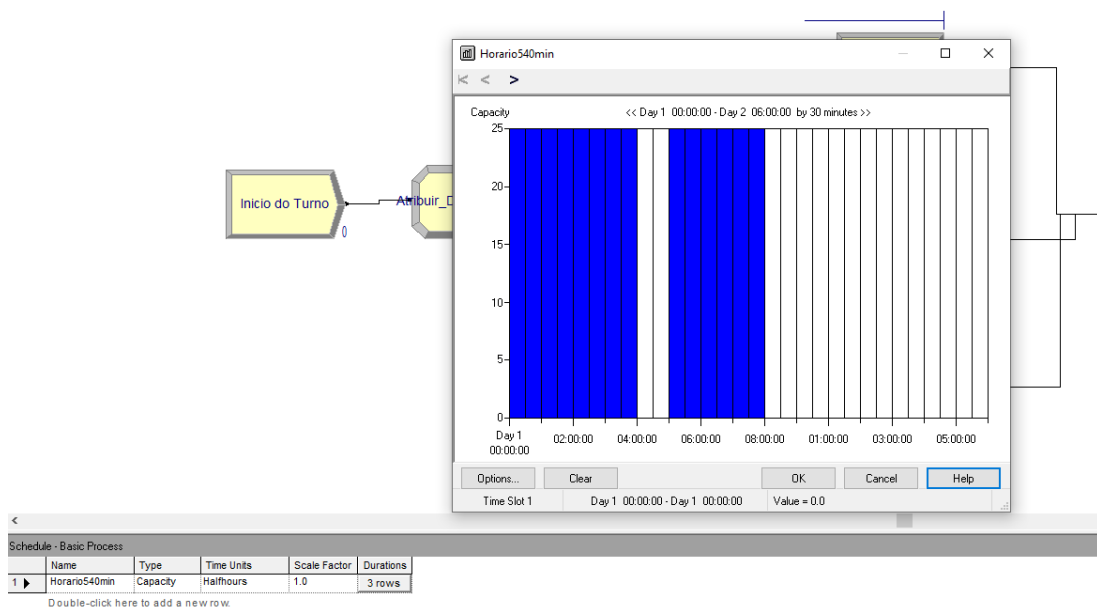 Horario540min
Capacity
<< Day 1 00:00:00 - Day 2 06:00:00 by 30 minutes >>
25
20
15
10
5
0
Day 1
00:00:00
02:00:00
04:00:00
06:00:00
08:00:00
01:00:00
03:00:00
05:00:00
Inicio do Turno
0
Atribuir_D
Options...
Clear
OK
Cancel
Help
Time Slot 1
Day 1 00:00:00 - Day 1 00:00:00
Value = 0.0
Schedule - Basic Process
Name Type Time Units Scale Factor Durations
1 Horario540min Capacity Halfhours 1.0 3 rows
Double-click here to add a new row.